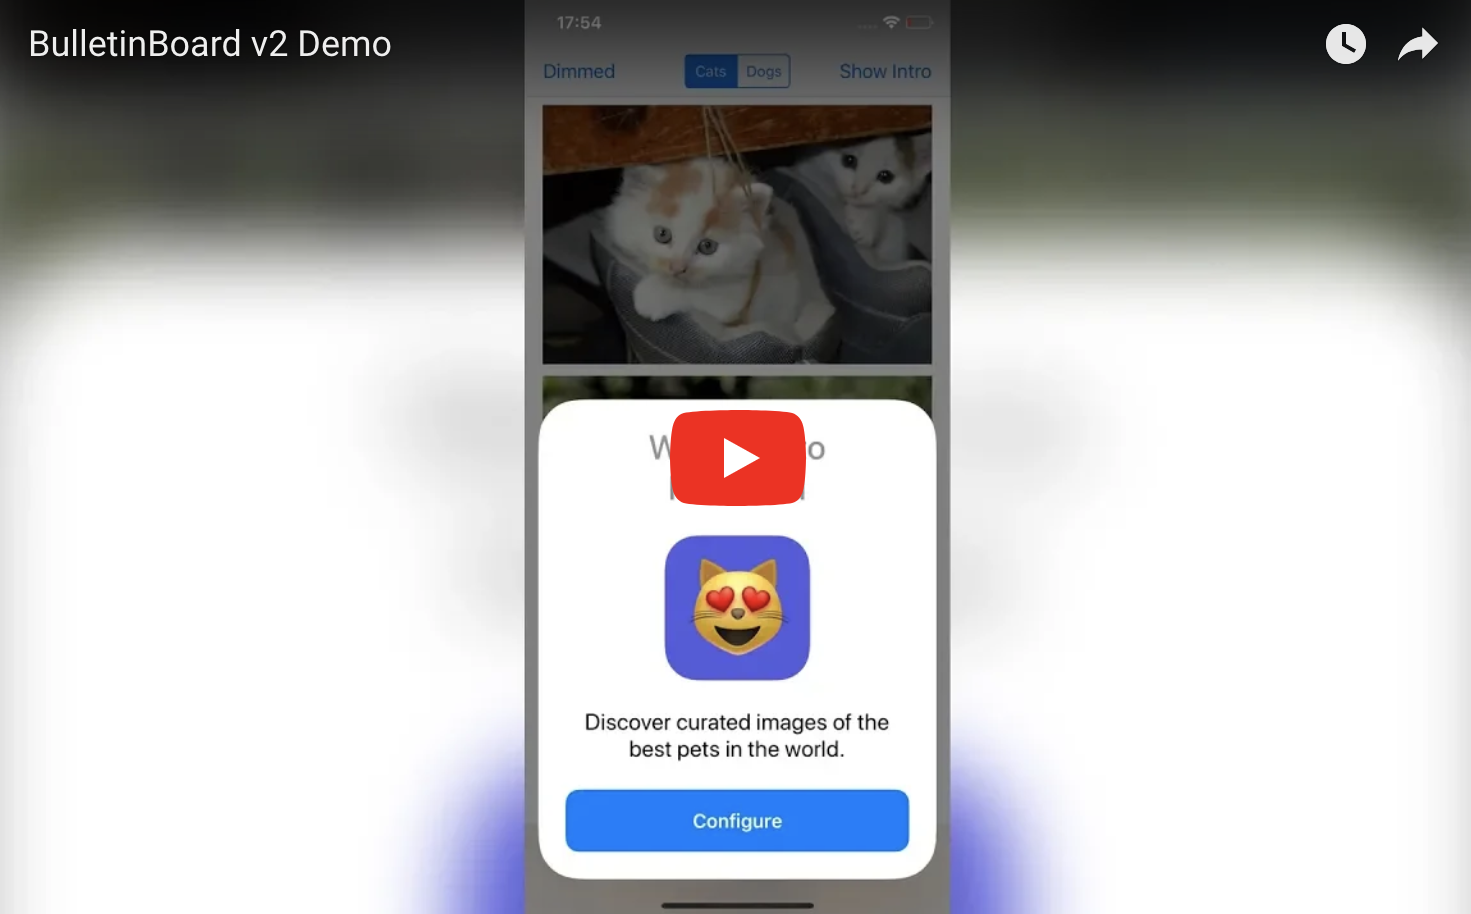 BulletinBoard v2 Demo
17:54
Dimmed
Cats
Dogs
Show Intro
Discover curated images of the
best pets in the world.
Configure